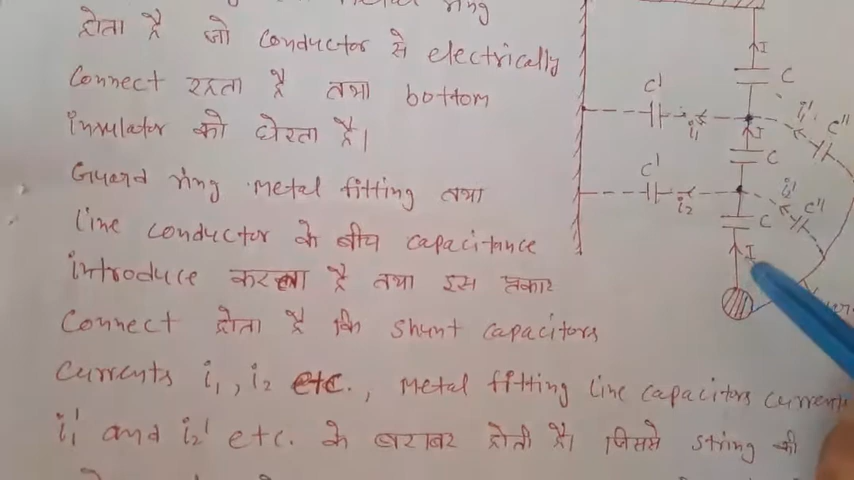 ring
होता है जो conductor से electrically
Connect रहता है तथा bottom
insulator को घेरता है।
Guard ring metal fitting तथा
line conductor के बीच capacitance
introduce करता है तथा इस प्रकार
Connect होता है कि shunt capacitors
Currents i₁, i₂ etc., metal fitting line capacitors currents
i₁' and i₂' etc. के बराबर होती है। जिससे string की
I
C
C'
i₁
I
i₁'
C"
C
C'
i₂
i₂'
C"
C
I